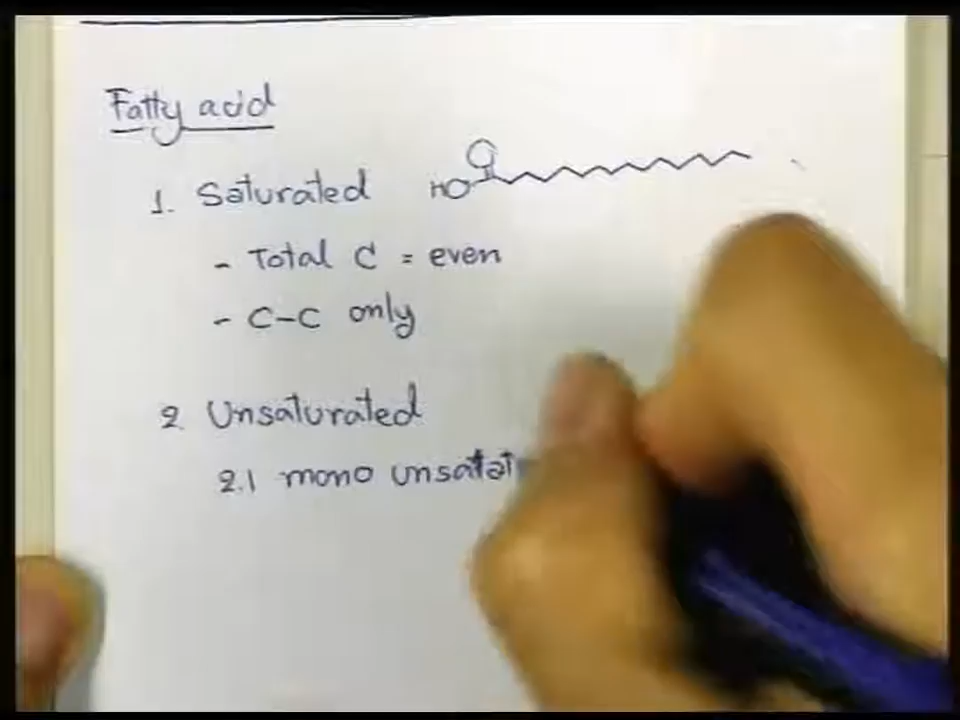 Fatty acid
1. Saturated HO O
- Total C = even
- C-C only
2 Unsaturated
2.1 mono